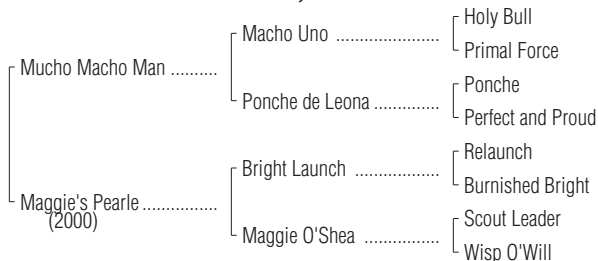 Holy Bull
Macho Uno ....................
Primal Force
Mucho Macho Man ..........
Ponche
Ponche de Leona ..............
Perfect and Proud
Relaunch
Bright Launch .................
Burnished Bright
Maggie's Pearle ................
(2000)
Scout Leader
Maggie O'Shea ...............
Wisp O'Will